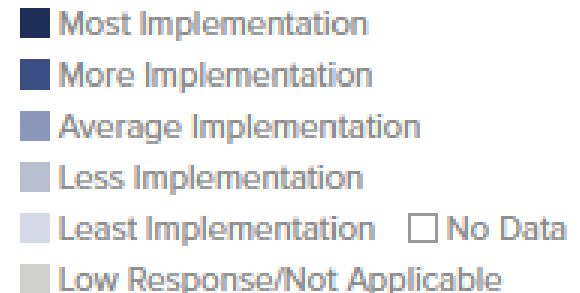 Most Implementation
More Implementation
Average Implementation
Less Implementation
Least Implementation No Data
Low Response/Not Applicable